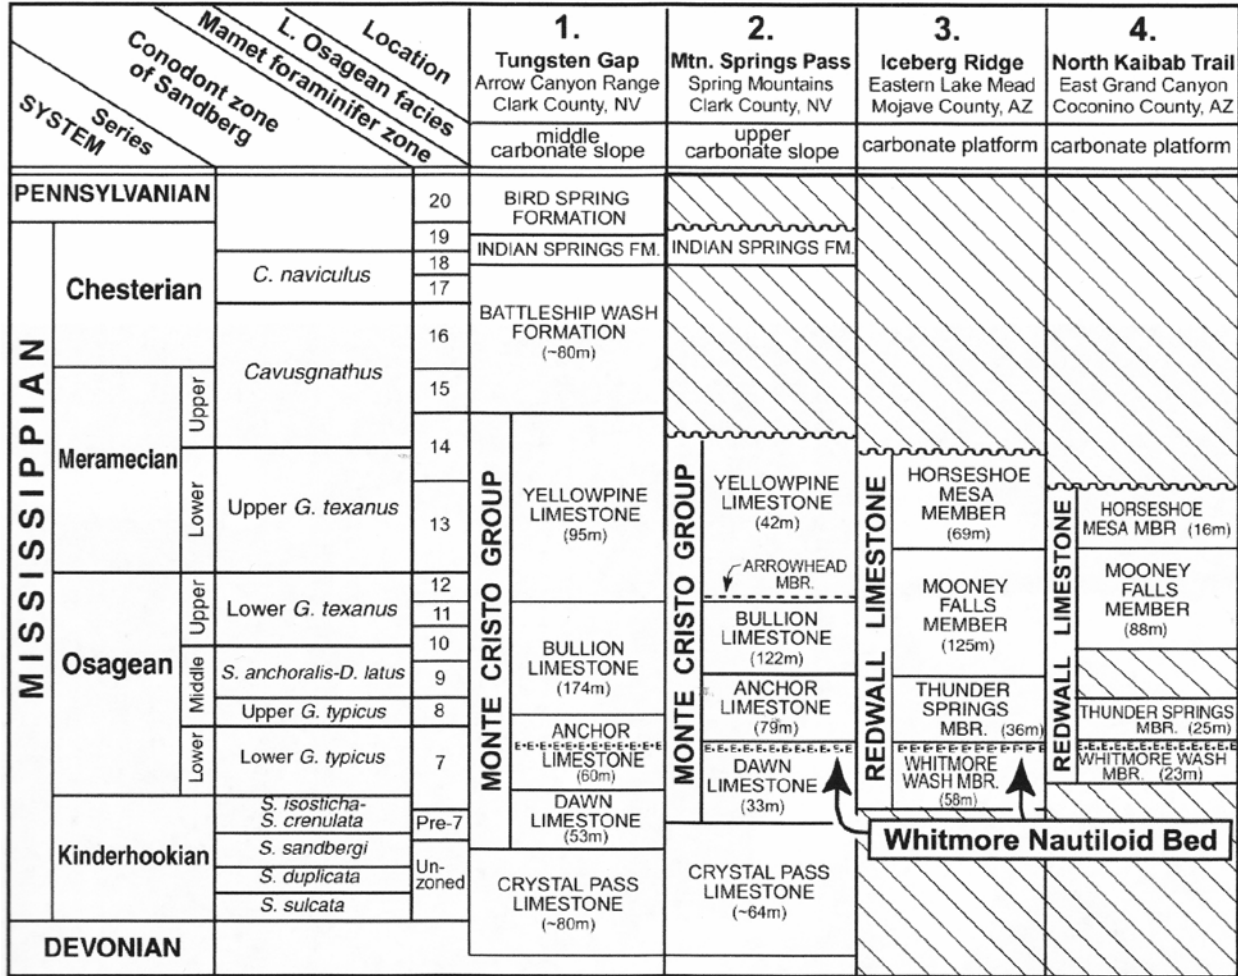 Location
L. Osagean facies
Mamet foraminifer zone
Conodont zone
of Sandberg
Series
SYSTEM
1.
Tungsten Gap
Arrow Canyon Range
Clark County, NV
middle
carbonate slope
2.
Mtn. Springs Pass
Spring Mountains
Clark County, NV
upper
carbonate slope
3.
Iceberg Ridge
Eastern Lake Mead
Mojave County, AZ
carbonate platform
4.
North Kaibab Trail
East Grand Canyon
Coconino County, AZ
carbonate platform
PENNSYLVANIAN
MISSISSIPPIAN
DEVONIAN
Chesterian
Meramecian
Upper
Lower
Osagean
Upper
Middle
Lower
Kinderhookian
C. naviculus
Cavusgnathus
Upper G. texanus
Lower G. texanus
S. anchoralis-D. latus
Upper G. typicus
Lower G. typicus
S. isosticha-
S. crenulata
S. sandbergi
S. duplicata
S. sulcata
20
19
18
17
16
15
14
13
12
11
10
9
8
7
Pre-7
Un-
zoned
BIRD SPRING
FORMATION
INDIAN SPRINGS FM.
BATTLESHIP WASH
FORMATION
(~80m)
MONTE CRISTO GROUP
YELLOWPINE
LIMESTONE
(95m)
BULLION
LIMESTONE
(174m)
ANCHOR
E-E-E-E-E-E-E-E-E-E-E-E
LIMESTONE
(60m)
DAWN
LIMESTONE
(53m)
CRYSTAL PASS
LIMESTONE
(~80m)
INDIAN SPRINGS FM.
MONTE CRISTO GROUP
YELLOWPINE
LIMESTONE
(42m)
ARROWHEAD
MBR.
BULLION
LIMESTONE
(122m)
ANCHOR
LIMESTONE
(79m)
E-E-E-E-E-E-E-E-E-E-E-E
DAWN
LIMESTONE
(33m)
CRYSTAL PASS
LIMESTONE
(~64m)
REDWALL LIMESTONE
HORSESHOE
MESA
MEMBER
(69m)
MOONEY
FALLS
MEMBER
(125m)
THUNDER
SPRINGS
MBR. (36m)
E-E-E-E-E-E-E-E-E-E-E-E
WHITMORE
WASH MBR.
(58m)
REDWALL LIMESTONE
HORSESHOE
MESA MBR (16m)
MOONEY
FALLS
MEMBER
(88m)
THUNDER SPRINGS
MBR. (25m)
E-E-E-E-E-E-E-E-E-E-E-E
WHITMORE WASH
MBR. (23m)
Whitmore Nautiloid Bed